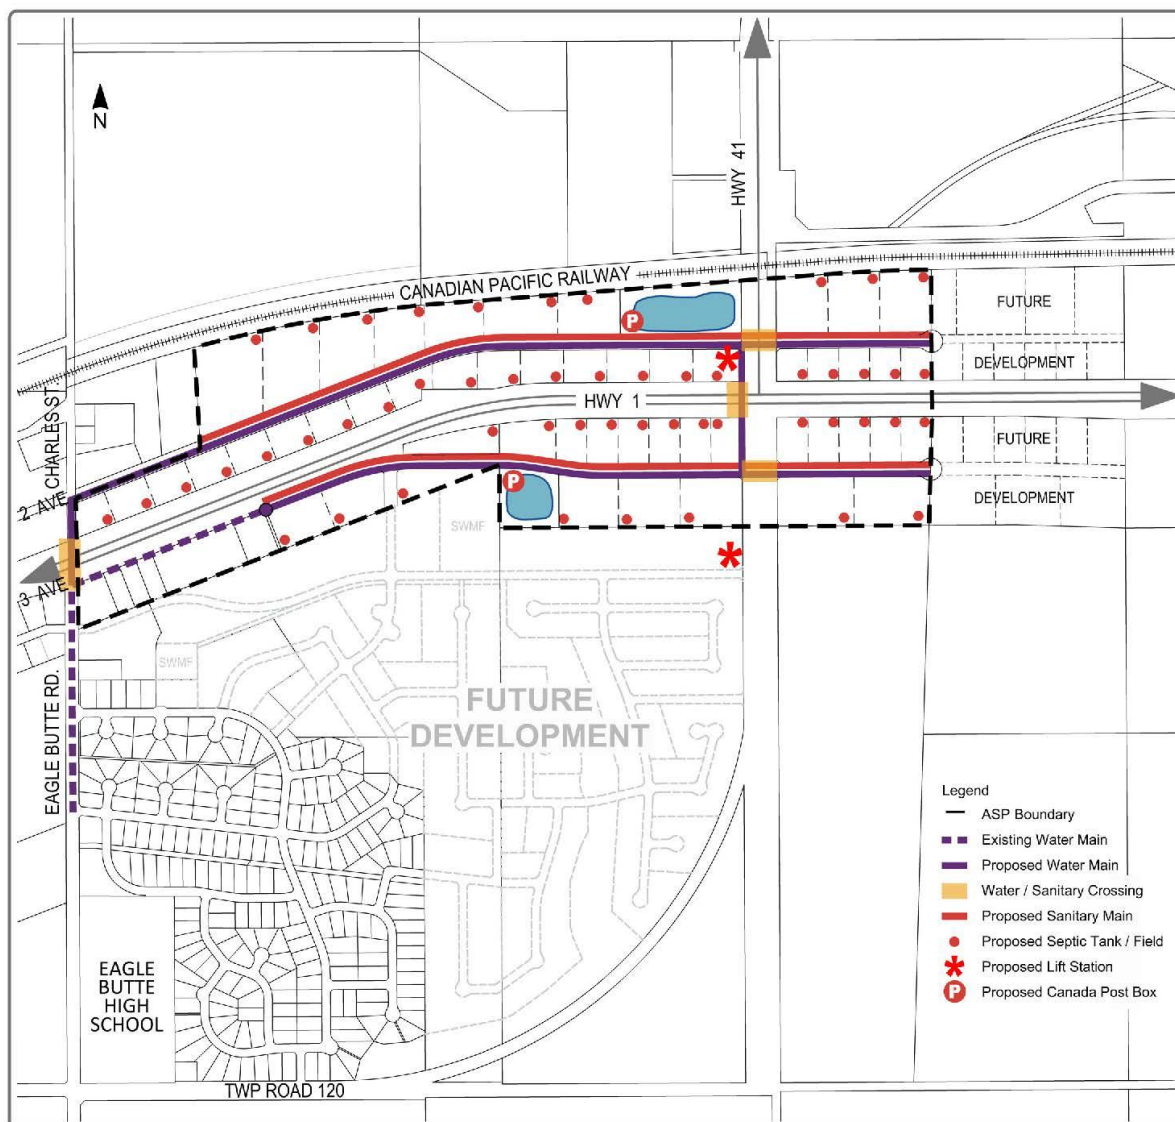 N
HWY 41
CANADIAN PACIFIC RAILWAY
P
FUTURE
DEVELOPMENT
HWY 1
CHARLES ST
2 AVE
FUTURE
DEVELOPMENT
P
SWMF
3 AVE
SWMF
EAGLE BUTTE RD.
FUTURE
DEVELOPMENT
Legend
ASP Boundary
Existing Water Main
Proposed Water Main
Water / Sanitary Crossing
Proposed Sanitary Main
Proposed Septic Tank / Field
Proposed Lift Station
P Proposed Canada Post Box
EAGLE
BUTTE
HIGH
SCHOOL
TWP ROAD 120